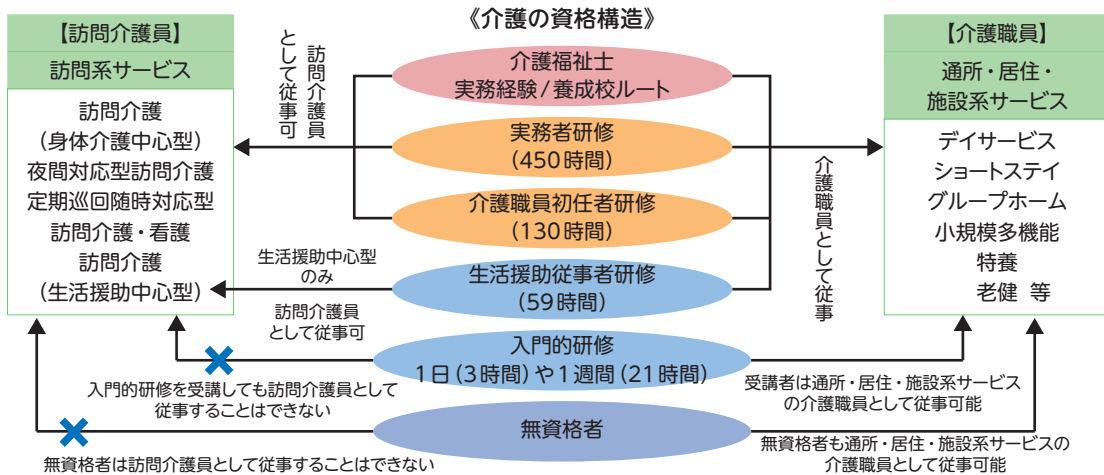 《介護の資格構造》
【訪問介護員】
訪問系サービス
訪問介護
(身体介護中心型)
夜間対応型訪問介護
定期巡回随時対応型
訪問介護・看護
訪問介護
(生活援助中心型)
訪問介護員
として従事可
介護福祉士
実務経験/養成校ルート
実務者研修
(450時間)
介護職員初任者研修
(130時間)
生活援助中心型
のみ
訪問介護員
として従事可
生活援助従事者研修
(59時間)
介護職員として従事
【介護職員】
通所・居住・
施設系サービス
デイサービス
ショートステイ
グループホーム
小規模多機能
特養
老健 等
入門的研修
1日(3時間)や1週間(21時間)
入門的研修を受講しても訪問介護員として
従事することはできない
受講者は通所・居住・施設系サービス
の介護職員として従事可能
無資格者
無資格者は訪問介護員として従事することはできない
無資格者も通所・居住・施設系サービスの
介護職員として従事可能